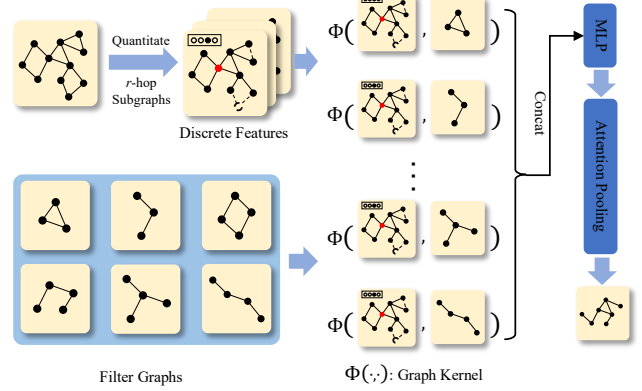 Quantitate
r-hop
Subgraphs
Discrete Features
Φ( , )
Φ( , )
⋮
Φ( , )
Φ( , )
Concat
MLP
Attention Pooling
Filter Graphs
Φ(·,·): Graph Kernel